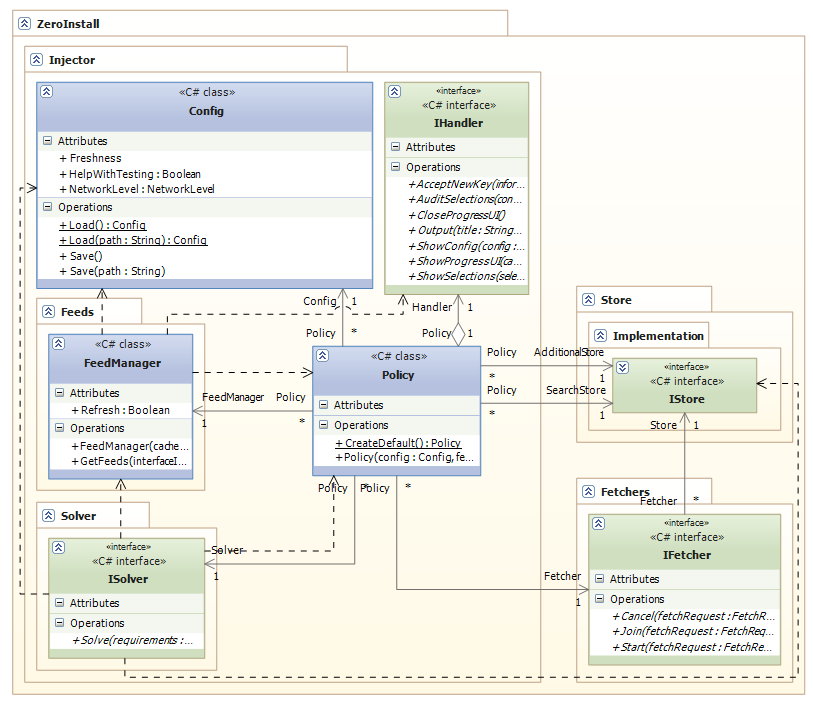 ZeroInstall
Injector
«C# class»
Config
Attributes
+ Freshness
+ HelpWithTesting : Boolean
+ NetworkLevel : NetworkLevel
Operations
+ Load() : Config
+ Load(path : String) : Config
+ Save()
+ Save(path : String)
«interface»
«C# interface»
IHandler
Attributes
Operations
+AcceptNewKey(infor...
+AuditSelections(con...
+CloseProgressUI()
+ Output(title : String...
+ShowConfig(config :...
+ShowProgressUI(ca...
+ShowSelections(sele...
Config 1
Policy *
Handler 1
Policy 1
Feeds
«C# class»
FeedManager
Attributes
+ Refresh : Boolean
Operations
+FeedManager(cache...
+GetFeeds(interfaceI...
FeedManager Policy
1 *
«C# class»
Policy
Attributes
Operations
+ CreateDefault() : Policy
+Policy(config : Config, fe...
Policy AdditionalStore
* 1
Policy SearchStore
* 1
Store
Implementation
«interface»
«C# interface»
IStore
Store 1
Fetcher *
Policy * Policy *
Solver
«interface»
«C# interface»
ISolver
Attributes
Operations
+Solve(requirements :...
Solver
1
Fetcher
1
Fetchers
«interface»
«C# interface»
IFetcher
Attributes
Operations
+Cancel(fetchRequest : FetchR...
+Join(fetchRequest : FetchReq...
+Start(fetchRequest : FetchRe...